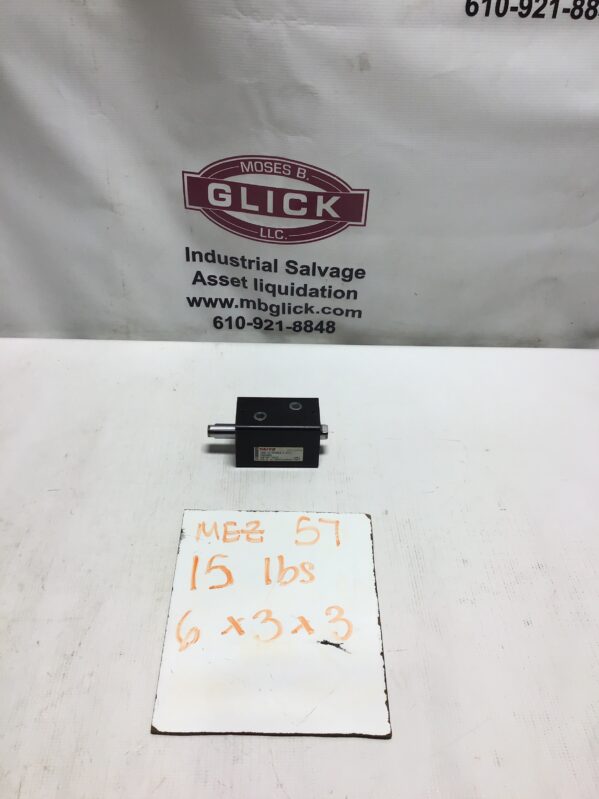 610-921-88
MOSES B.
GLICK
LLC.
Industrial Salvage
Asset liquidation
www.mbglick.com
610-921-8848
MEZ 57
15 lbs
6 x 3 x 3